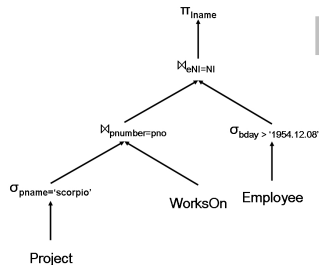 π lname
⋈ eNI=NI
⋈ pnumber=pno
σ bday > '1954.12.08'
σ pname='scorpio'
WorksOn
Employee
Project